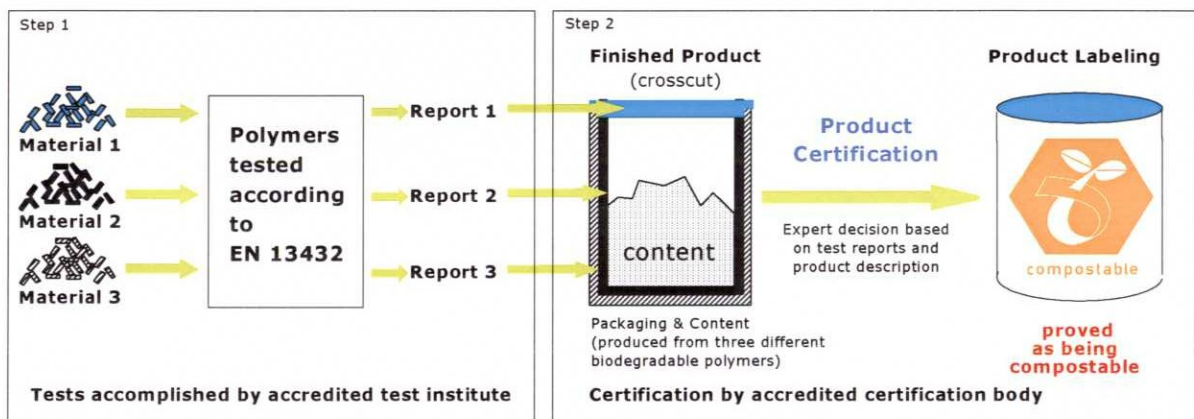 Step 1
Material 1
Material 2
Material 3
Polymers
tested
according
to
EN 13432
Report 1
Report 2
Report 3
Tests accomplished by accredited test institute
Step 2
Finished Product
(crosscut)
content
Packaging & Content
(produced from three different
biodegradable polymers)
Product
Certification
Expert decision based
on test reports and
product description
Product Labeling
compostable
proved
as being
compostable
Certification by accredited certification body